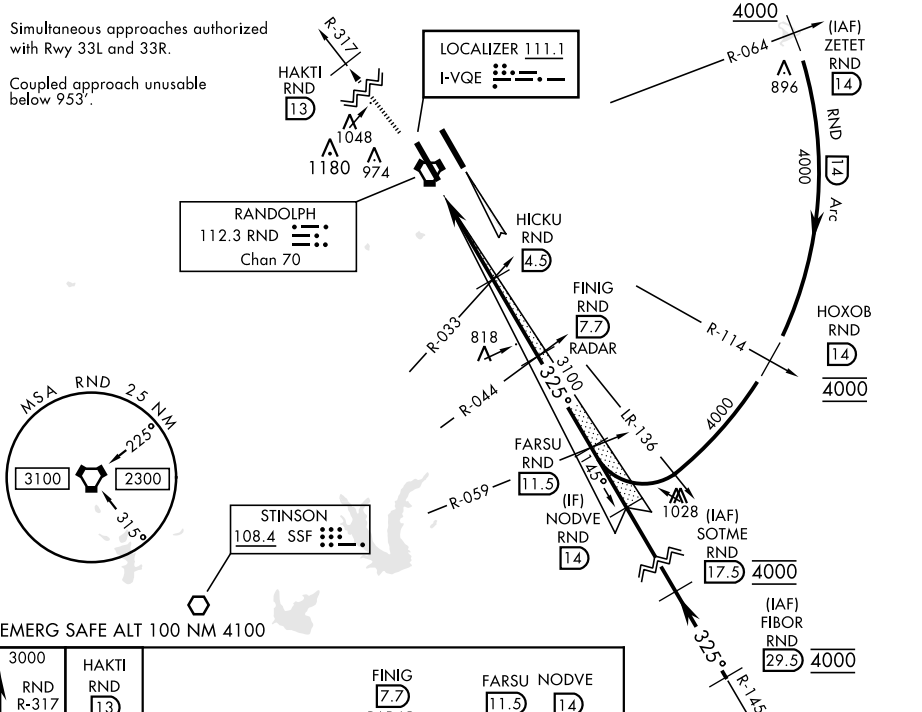 Simultaneous approaches authorized
with Rwy 33L and 33R.
Coupled approach unusable
below 953'.
R-317
HAKTI
RND
13
LOCALIZER 111.1
I-VQE
4000
(IAF)
ZETET
RND
14
R-064
896
1048
1180
974
RND
14
Arc
4000
RANDOLPH
112.3 RND
Chan 70
HICKU
RND
4.5
FINIG
RND
7.7
RADAR
R-033
818
R-044
3100
325°
R-114
HOXOB
RND
14
4000
LR-136
4000
MSA RND 25 NM
225°
3100
2300
315°
FARSU
RND
11.5
145°
R-059
(IF)
NODVE
RND
14
1028
(IAF)
SOTME
RND
17.5 4000
STINSON
108.4 SSF
(IAF)
FIBOR
RND
29.5 4000
325°
R-145
EMERG SAFE ALT 100 NM 4100
3000
RND
R-317
HAKTI
RND
13
FINIG
7.7
RADAR
FARSU
11.5
NODVE
14